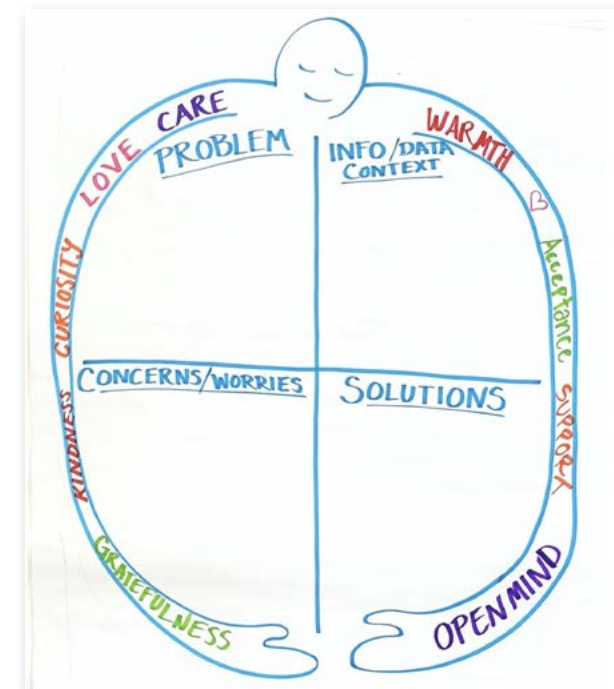 CARE
LOVE
CURIOSITY
KINDNESS
GRATEFULNESS
WARMTH
Acceptance
SUPPORT
OPEN MIND
PROBLEM
INFO/DATA
CONTEXT
CONCERNS/WORRIES
SOLUTIONS